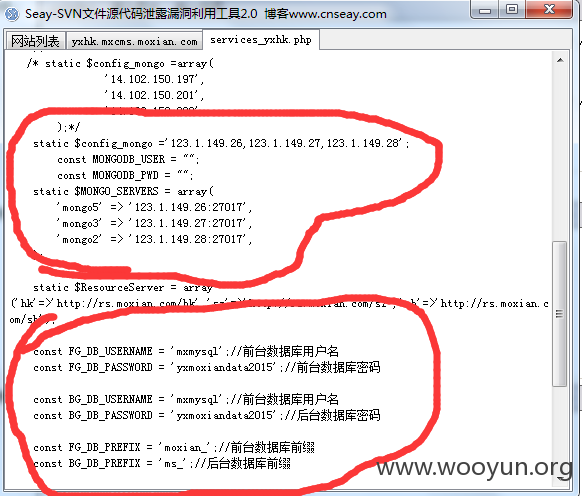 Seay-SVN文件源代码泄露漏洞利用工具2.0 博客www.cnseay.com
网站列表 yxhk.mxcms.moxian.com services_yxhk.php
/* static $config_mongo =array(
'14.102.150.197',
'14.102.150.201',
);*/
static $config_mongo ='123.1.149.26,123.1.149.27,123.1.149.28';
const MONGODB_USER = "";
const MONGODB_PWD = "";
static $MONGO_SERVERS = array(
'mongo5' =>'123.1.149.26:27017',
'mongo3' =>'123.1.149.27:27017',
'mongo2' =>'123.1.149.28:27017',
static $ResourceServer = array
('hk'=>'http://rs.moxian.com/hk'
=>'http://rs.moxian.c
const FG_DB_USERNAME = 'mxmysql';//前台数据库用户名
const FG_DB_PASSWORD = 'yxmoxiandata2015';//前台数据库密码
const BG_DB_USERNAME = 'mxmysql';//前台数据库用户名
const BG_DB_PASSWORD = 'yxmoxiandata2015';//后台数据库密码
const FG_DB_PREFIX = 'moxian_';//前台数据库前缀
const BG_DB_PREFIX = 'ms_';//后台数据库前缀
www.wooyun.org